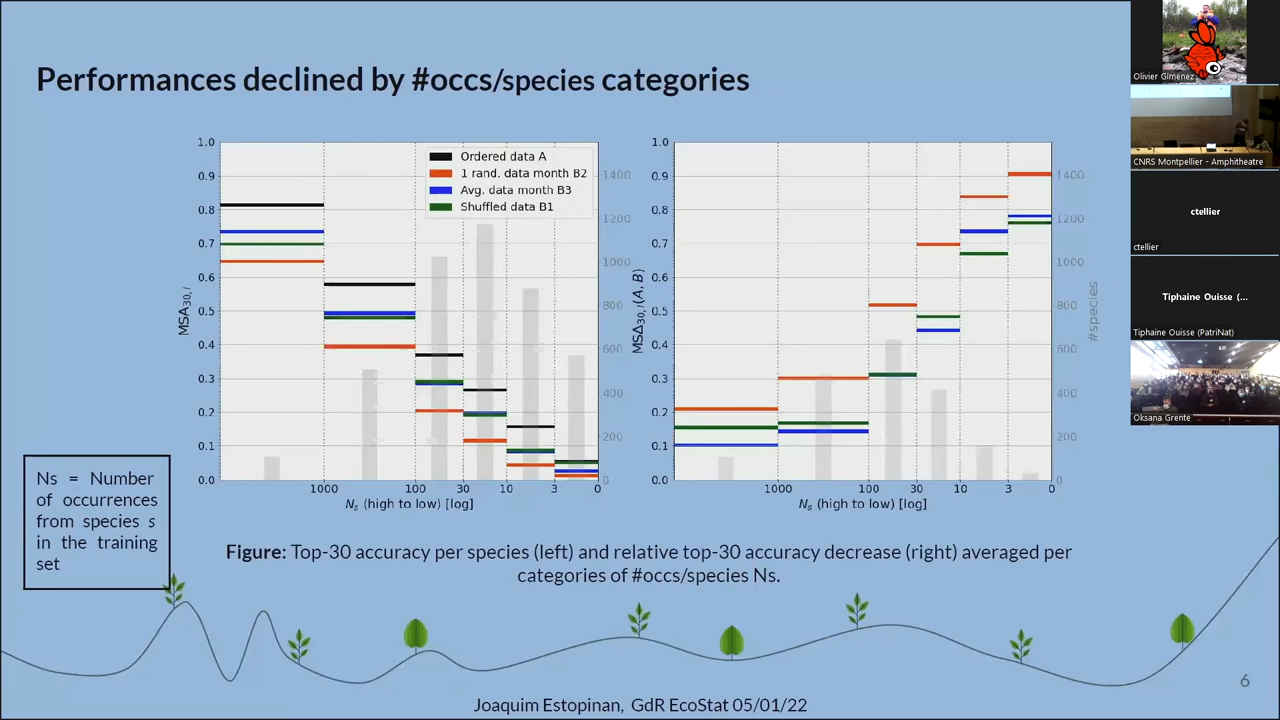 Performances declined by #occs/species categories
1.0
0.9
0.8
0.7
0.6
0.5
0.4
0.3
0.2
0.1
0.0
MSA30,l
Ordered data A
1 rand. data month B2
Avg. data month B3
Shuffled data B1
1400
1200
1000
800
600
400
200
0
1000
100
30
10
3
0
Ns (high to low) [log]
1.0
0.9
0.8
0.7
0.6
0.5
0.4
0.3
0.2
0.1
0.0
MSΔ30,l(A, B)
1400
1200
1000
800
600
400
200
0
#species
1000
100
30
10
3
0
Ns (high to low) [log]
Ns = Number
of occurrences
from species s
in the training
set
Figure: Top-30 accuracy per species (left) and relative top-30 accuracy decrease (right) averaged per
categories of #occs/species Ns.
6
Joaquim Estopinan, GdR EcoStat 05/01/22
Olivier Gimenez
CNRS Montpellier - Amphitheatre
ctellier
ctellier
Tiphaine Ouisse (...
Tiphaine Ouisse (PatriNat)
Oksana Grente